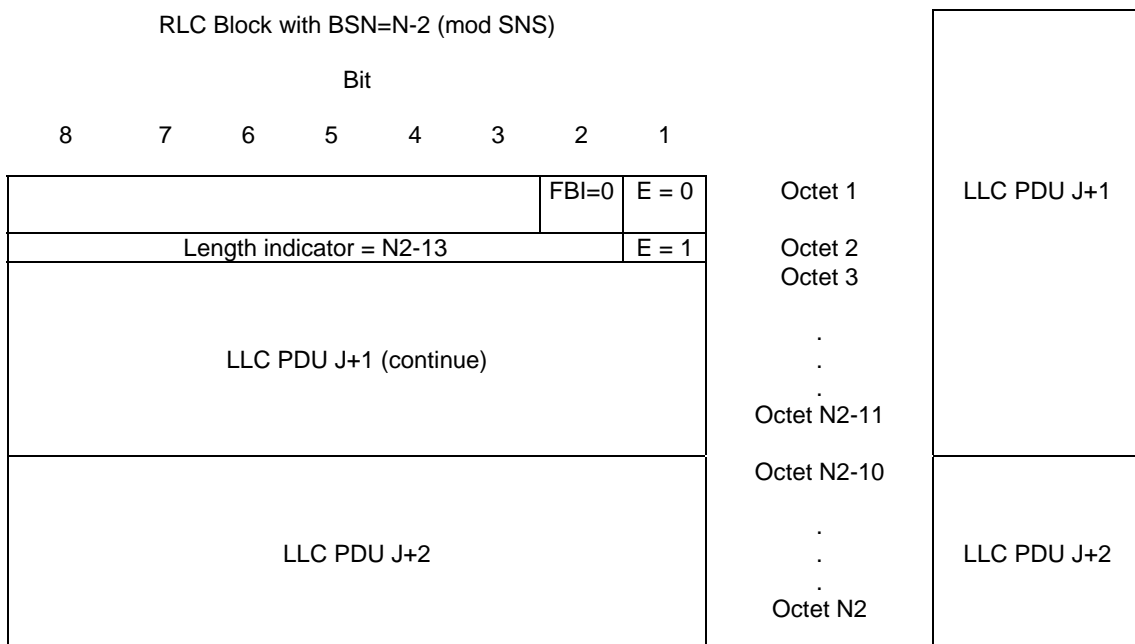 RLC Block with BSN=N-2 (mod SNS)
Bit
8 7 6 5 4 3 2 1
FBI=0 E = 0 Octet 1 LLC PDU J+1
Length indicator = N2-13 E = 1 Octet 2
Octet 3
.
LLC PDU J+1 (continue) .
.
Octet N2-11
Octet N2-10
.
LLC PDU J+2 . LLC PDU J+2
.
Octet N2